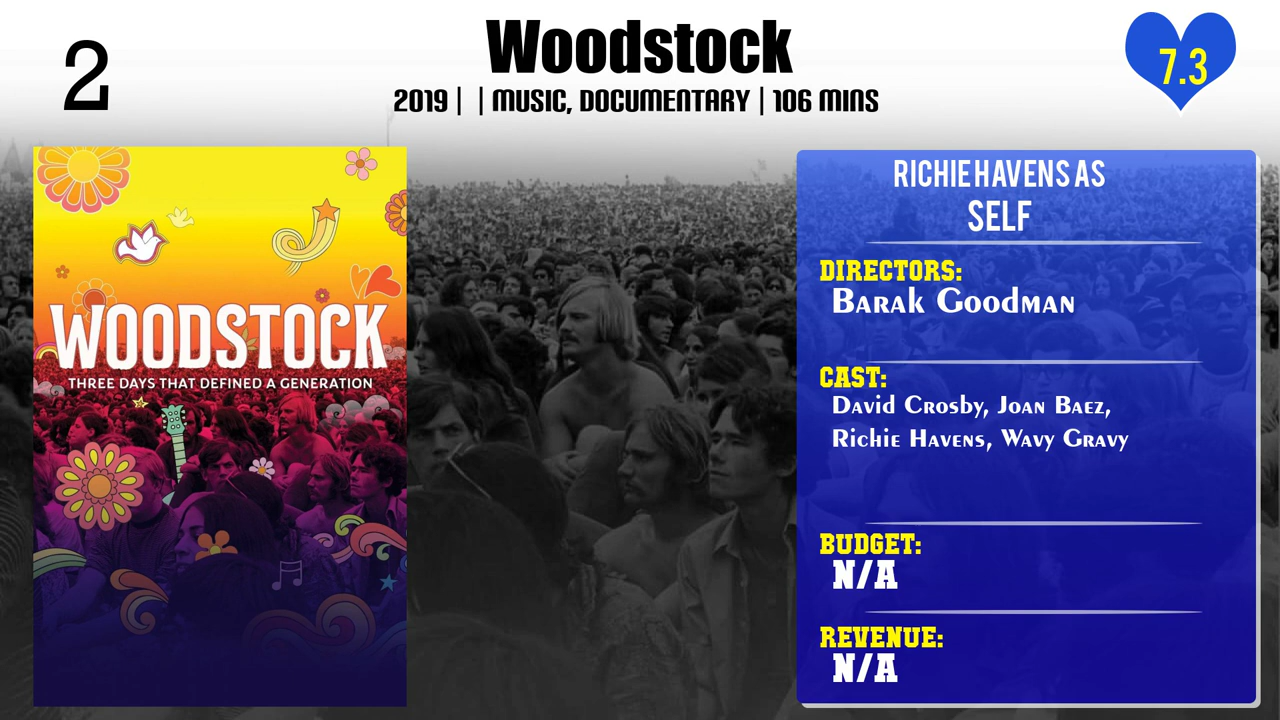 2
Woodstock
2019 | | MUSIC, DOCUMENTARY | 106 MINS
7.3
WOODSTOCK
THREE DAYS THAT DEFINED A GENERATION
RICHIE HAVENS AS
SELF
DIRECTORS:
Barak Goodman
CAST:
David Crosby, Joan Baez,
Richie Havens, Wavy Gravy
BUDGET:
N/A
REVENUE:
N/A